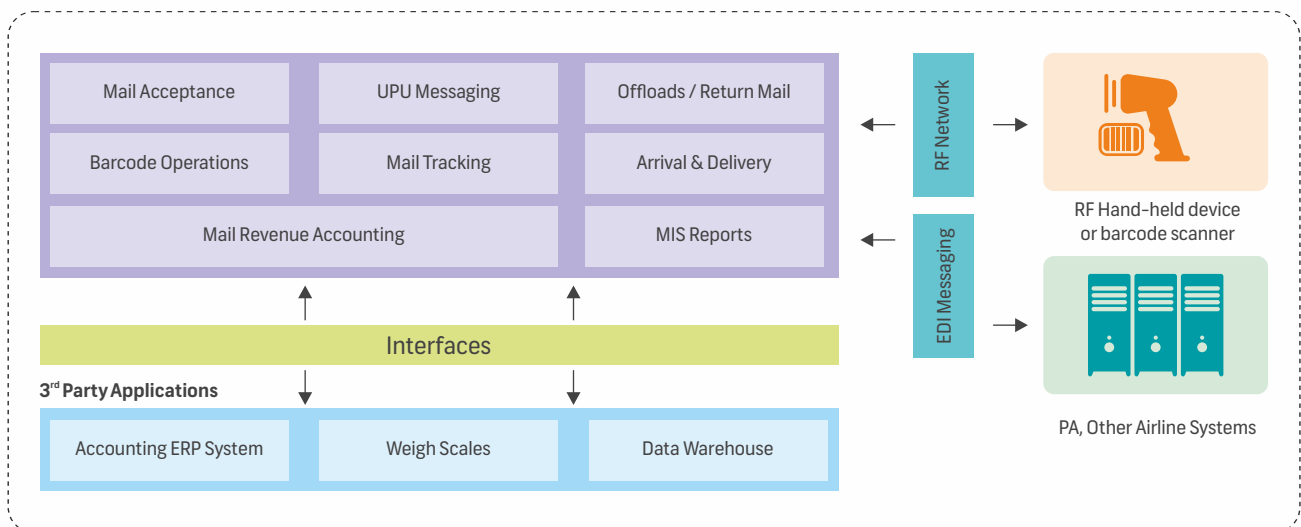 Mail Acceptance
UPU Messaging
Offloads / Return Mail
Barcode Operations
Mail Tracking
Arrival & Delivery
Mail Revenue Accounting
MIS Reports
RF Network
EDI Messaging
RF Hand-held device
or barcode scanner
PA, Other Airline Systems
Interfaces
3rd Party Applications
Accounting ERP System
Weigh Scales
Data Warehouse